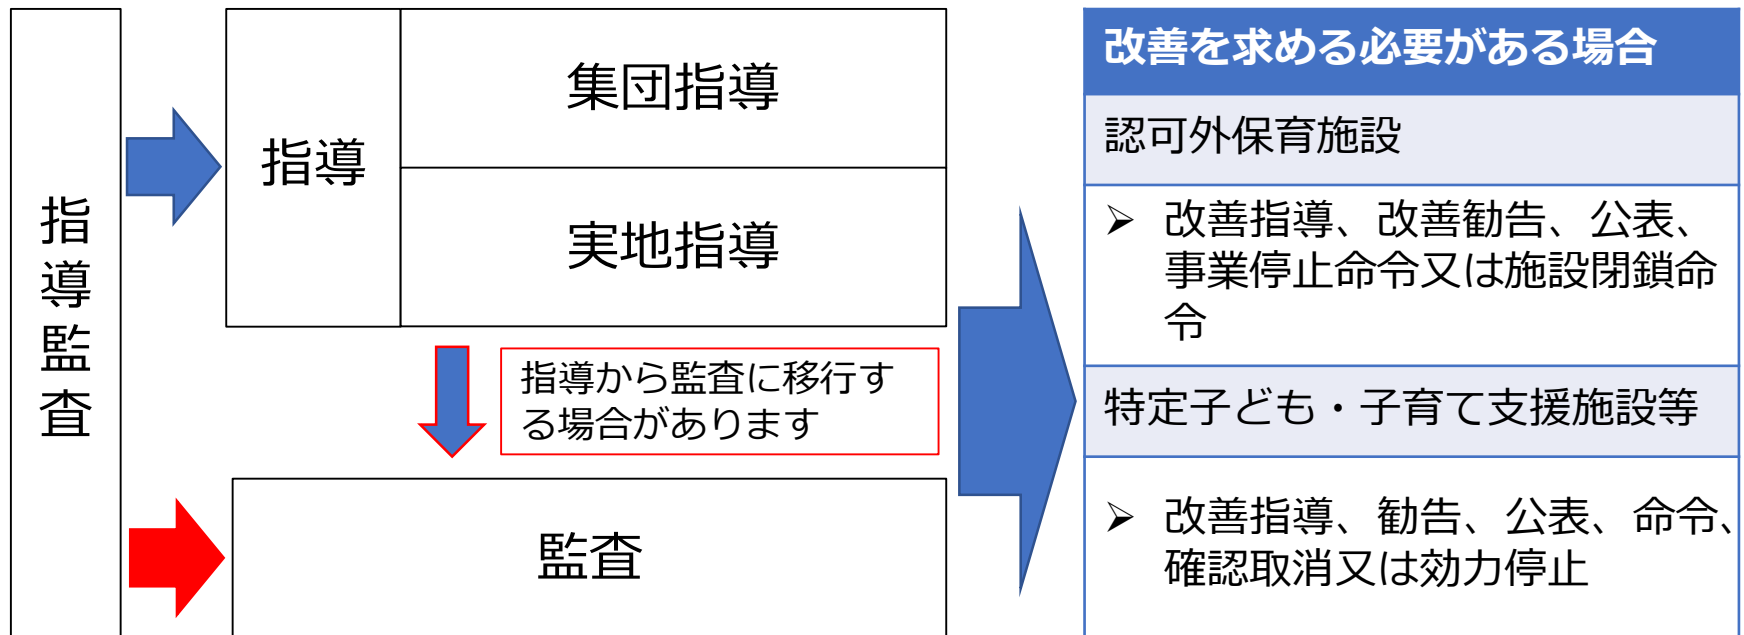 指導監査
指導
集団指導
実地指導
指導から監査に移行す
る場合があります
監査
改善を求める必要がある場合
認可外保育施設
➢ 改善指導、改善勧告、公表、
事業停止命令又は施設閉鎖命
令
特定子ども・子育て支援施設等
➢ 改善指導、勧告、公表、命令、
確認取消又は効力停止